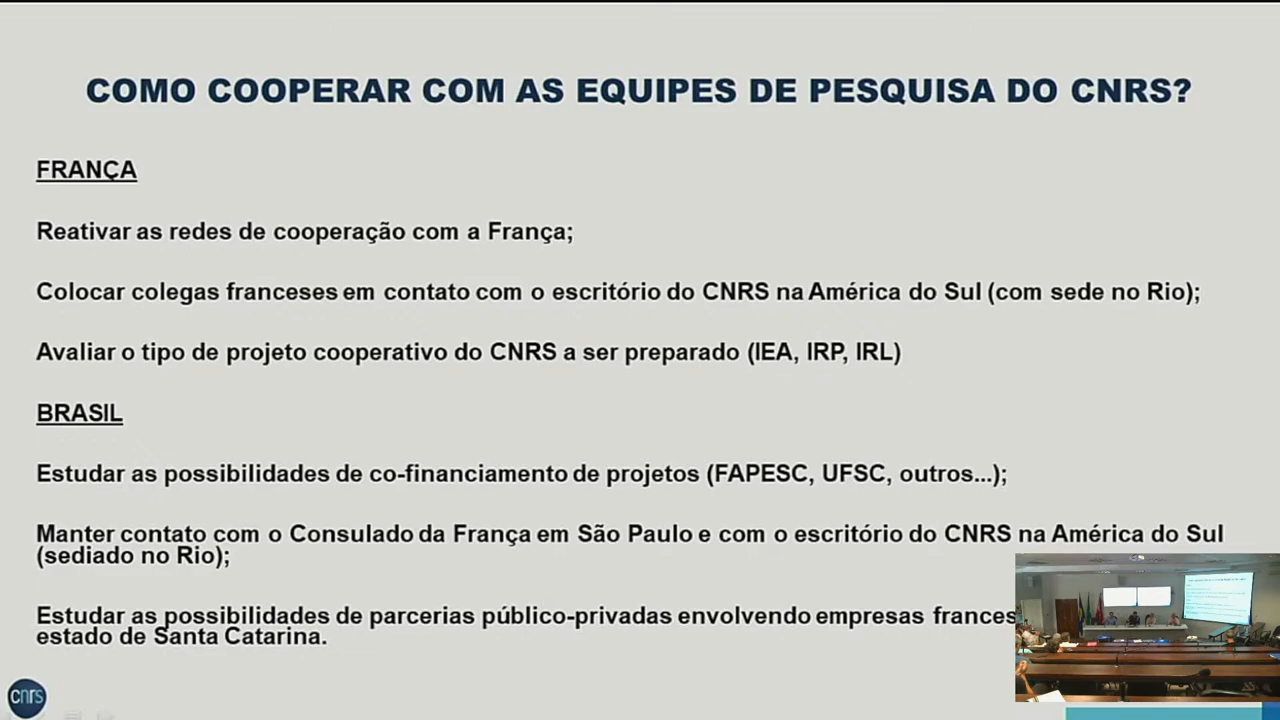 COMO COOPERAR COM AS EQUIPES DE PESQUISA DO CNRS?
FRANÇA
Reativar as redes de cooperação com a França;
Colocar colegas franceses em contato com o escritório do CNRS na América do Sul (com sede no Rio);
Avaliar o tipo de projeto cooperativo do CNRS a ser preparado (IEA, IRP, IRL)
BRASIL
Estudar as possibilidades de co-financiamento de projetos (FAPESC, UFSC, outros...);
Manter contato com o Consulado da França em São Paulo e com o escritório do CNRS na América do Sul
(sediado no Rio);
Estudar as possibilidades de parcerias público-privadas envolvendo empresas frances
estado de Santa Catarina.
cnrs